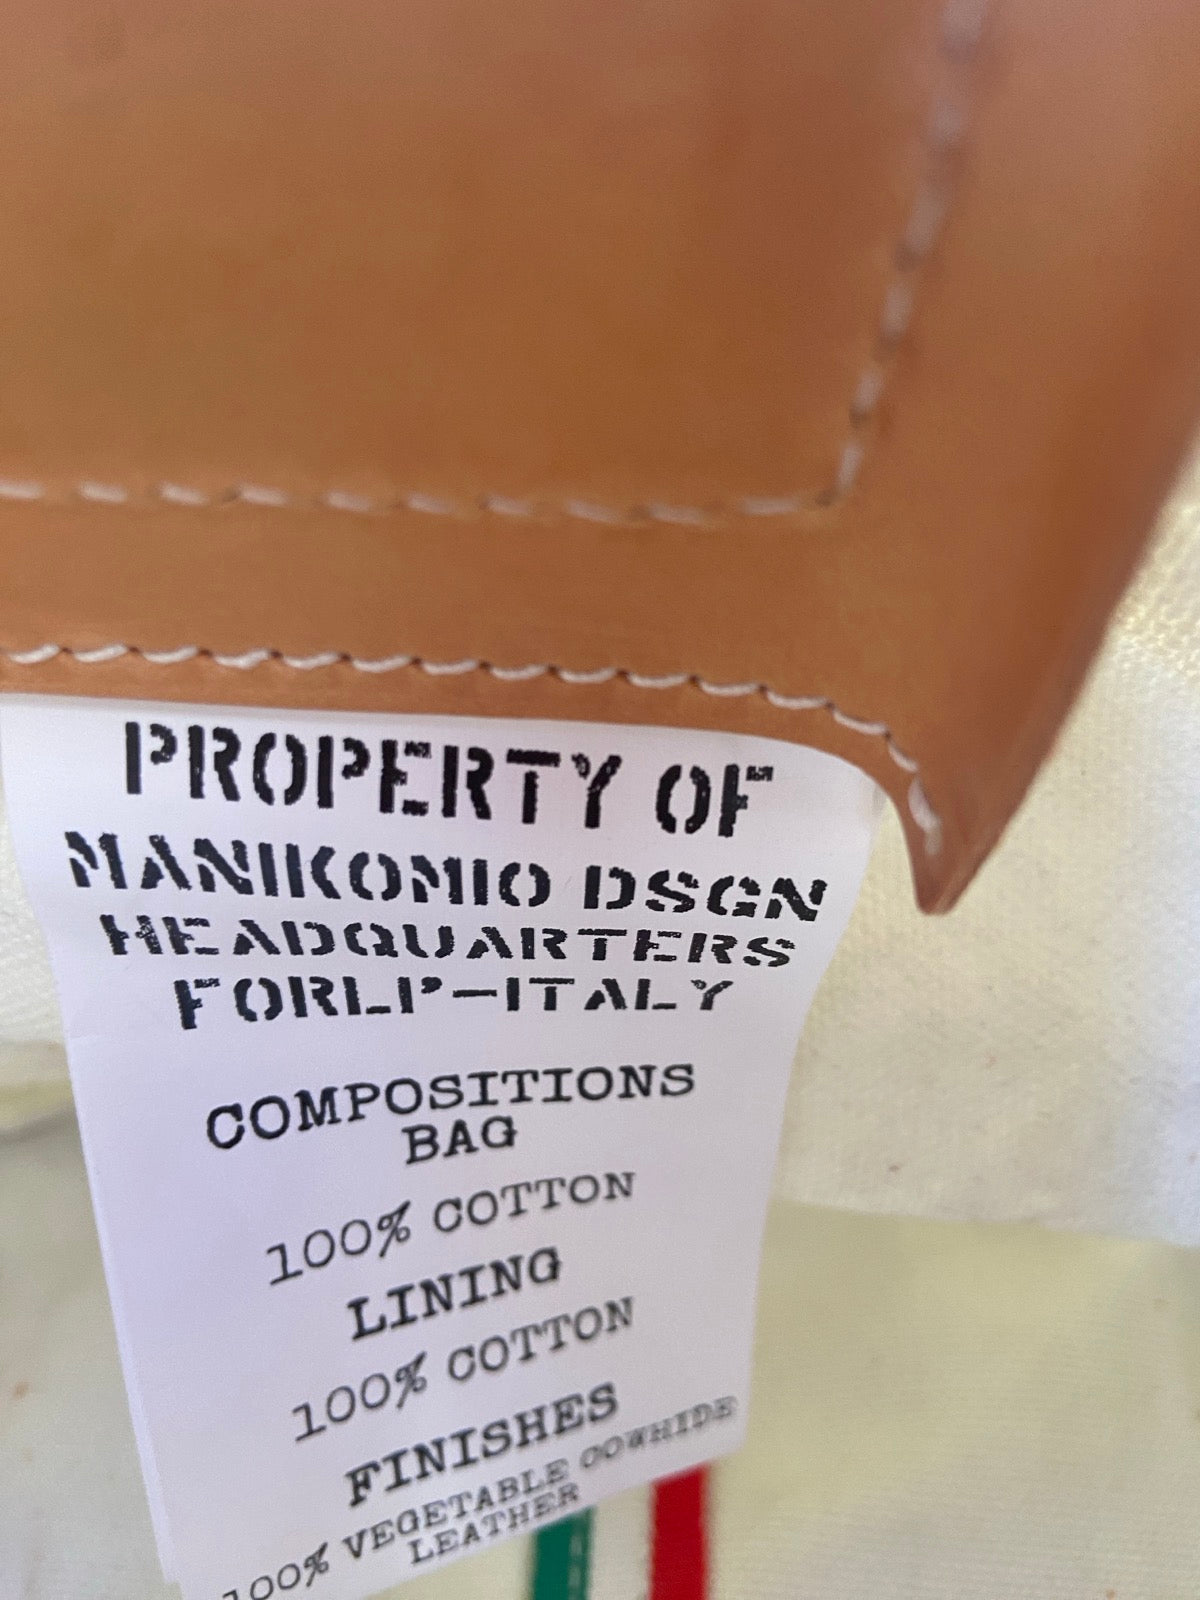 PROPERTY OF
MANIKOMIO DSGN
HEADQUARTERS
FORLI'-ITALY
COMPOSITIONS
BAG
100% COTTON
LINING
100% COTTON
FINISHES
100% VEGETABLE COWHIDE
LEATHER